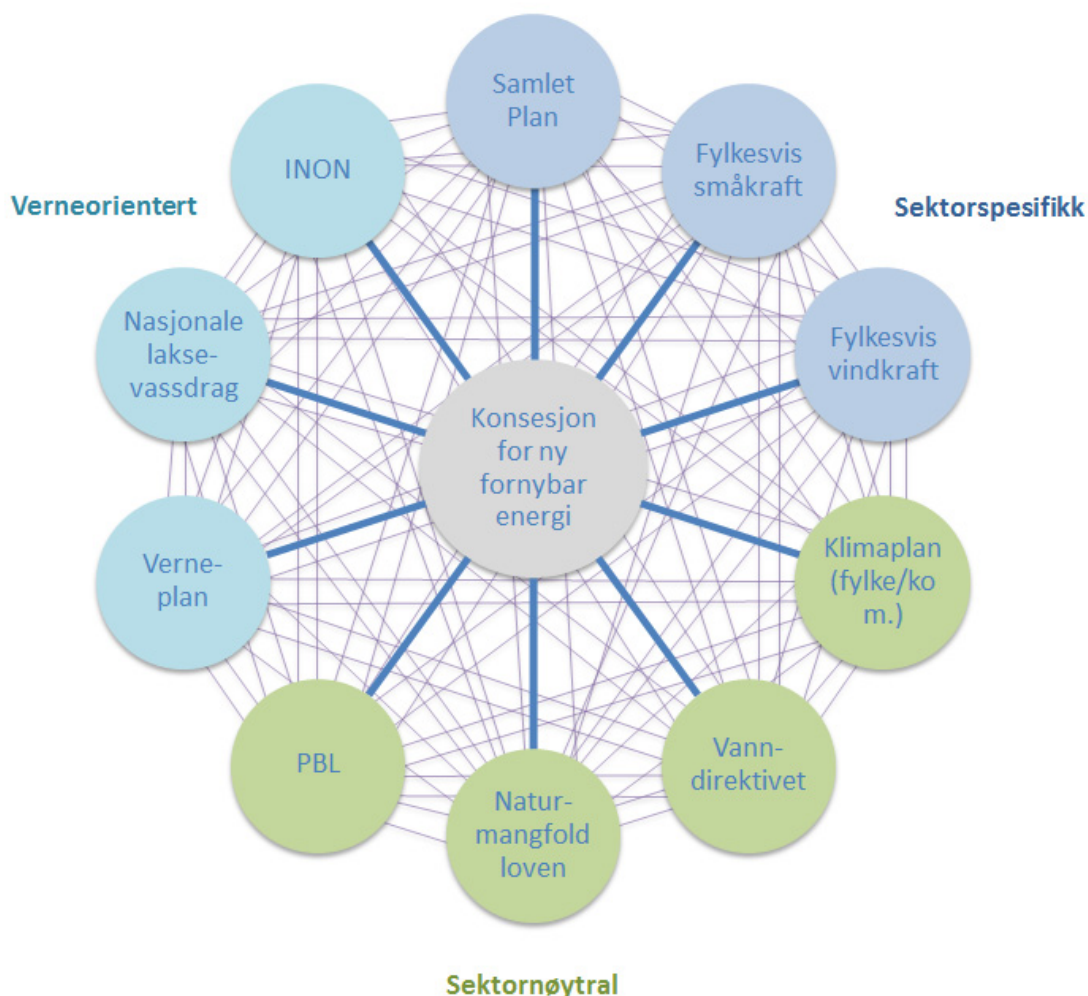 Samlet
Plan
Fylkesvis
småkraft
INON
Verneorientert
Sektorspesifikk
Nasjonale
lakse-
vassdrag
Fylkesvis
vindkraft
Konsesjon
for ny
fornybar
energi
Verne-
plan
Klimaplan
(fylke/ko
m.)
PBL
Vann-
direktivet
Natur-
mangfold
loven
Sektornøytral